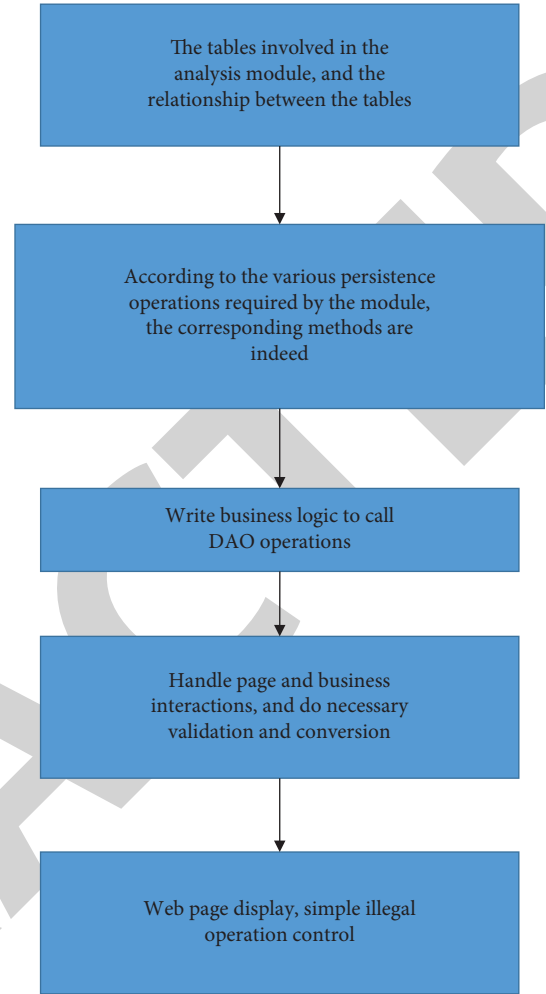 The tables involved in the
analysis module, and the
relationship between the tables
According to the various persistence
operations required by the module,
the corresponding methods are
indeed
Write business logic to call
DAO operations
Handle page and business
interactions, and do necessary
validation and conversion
Web page display, simple illegal
operation control